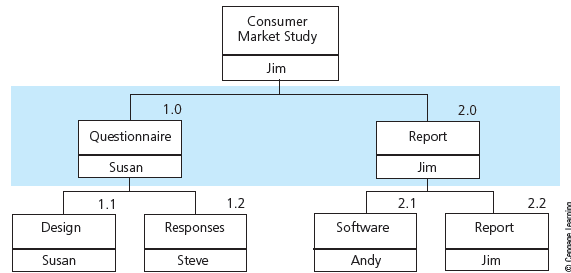 Consumer
Market Study
Jim
1.0
2.0
Questionnaire
Susan
Report
Jim
1.1
1.2
2.1
2.2
Design
Susan
Responses
Steve
Software
Andy
Report
Jim
© Cengage Learning